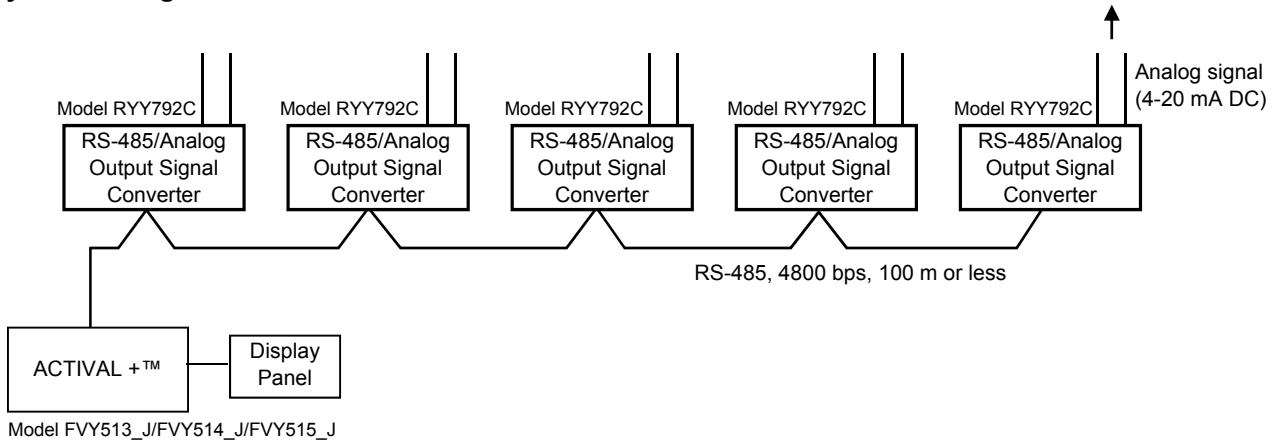 Analog signal
(4-20 mA DC)
Model RYY792C
RS-485/Analog
Output Signal
Converter
Model RYY792C
RS-485/Analog
Output Signal
Converter
Model RYY792C
RS-485/Analog
Output Signal
Converter
Model RYY792C
RS-485/Analog
Output Signal
Converter
Model RYY792C
RS-485/Analog
Output Signal
Converter
RS-485, 4800 bps, 100 m or less
ACTIVAL +™
Display
Panel
Model FVY513_J/FVY514_J/FVY515_J